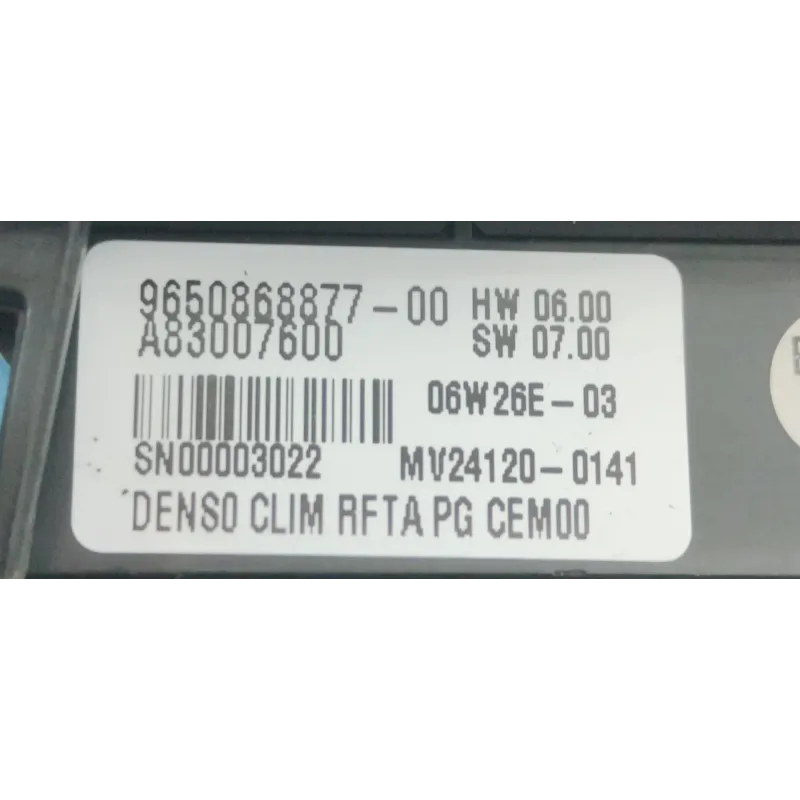 9650868877-00 HW 06.00
A83007600 SW 07.00
06W26E-03
SN00003022 MV24120-0141
DENSO CLIM RFTA PG CEM00